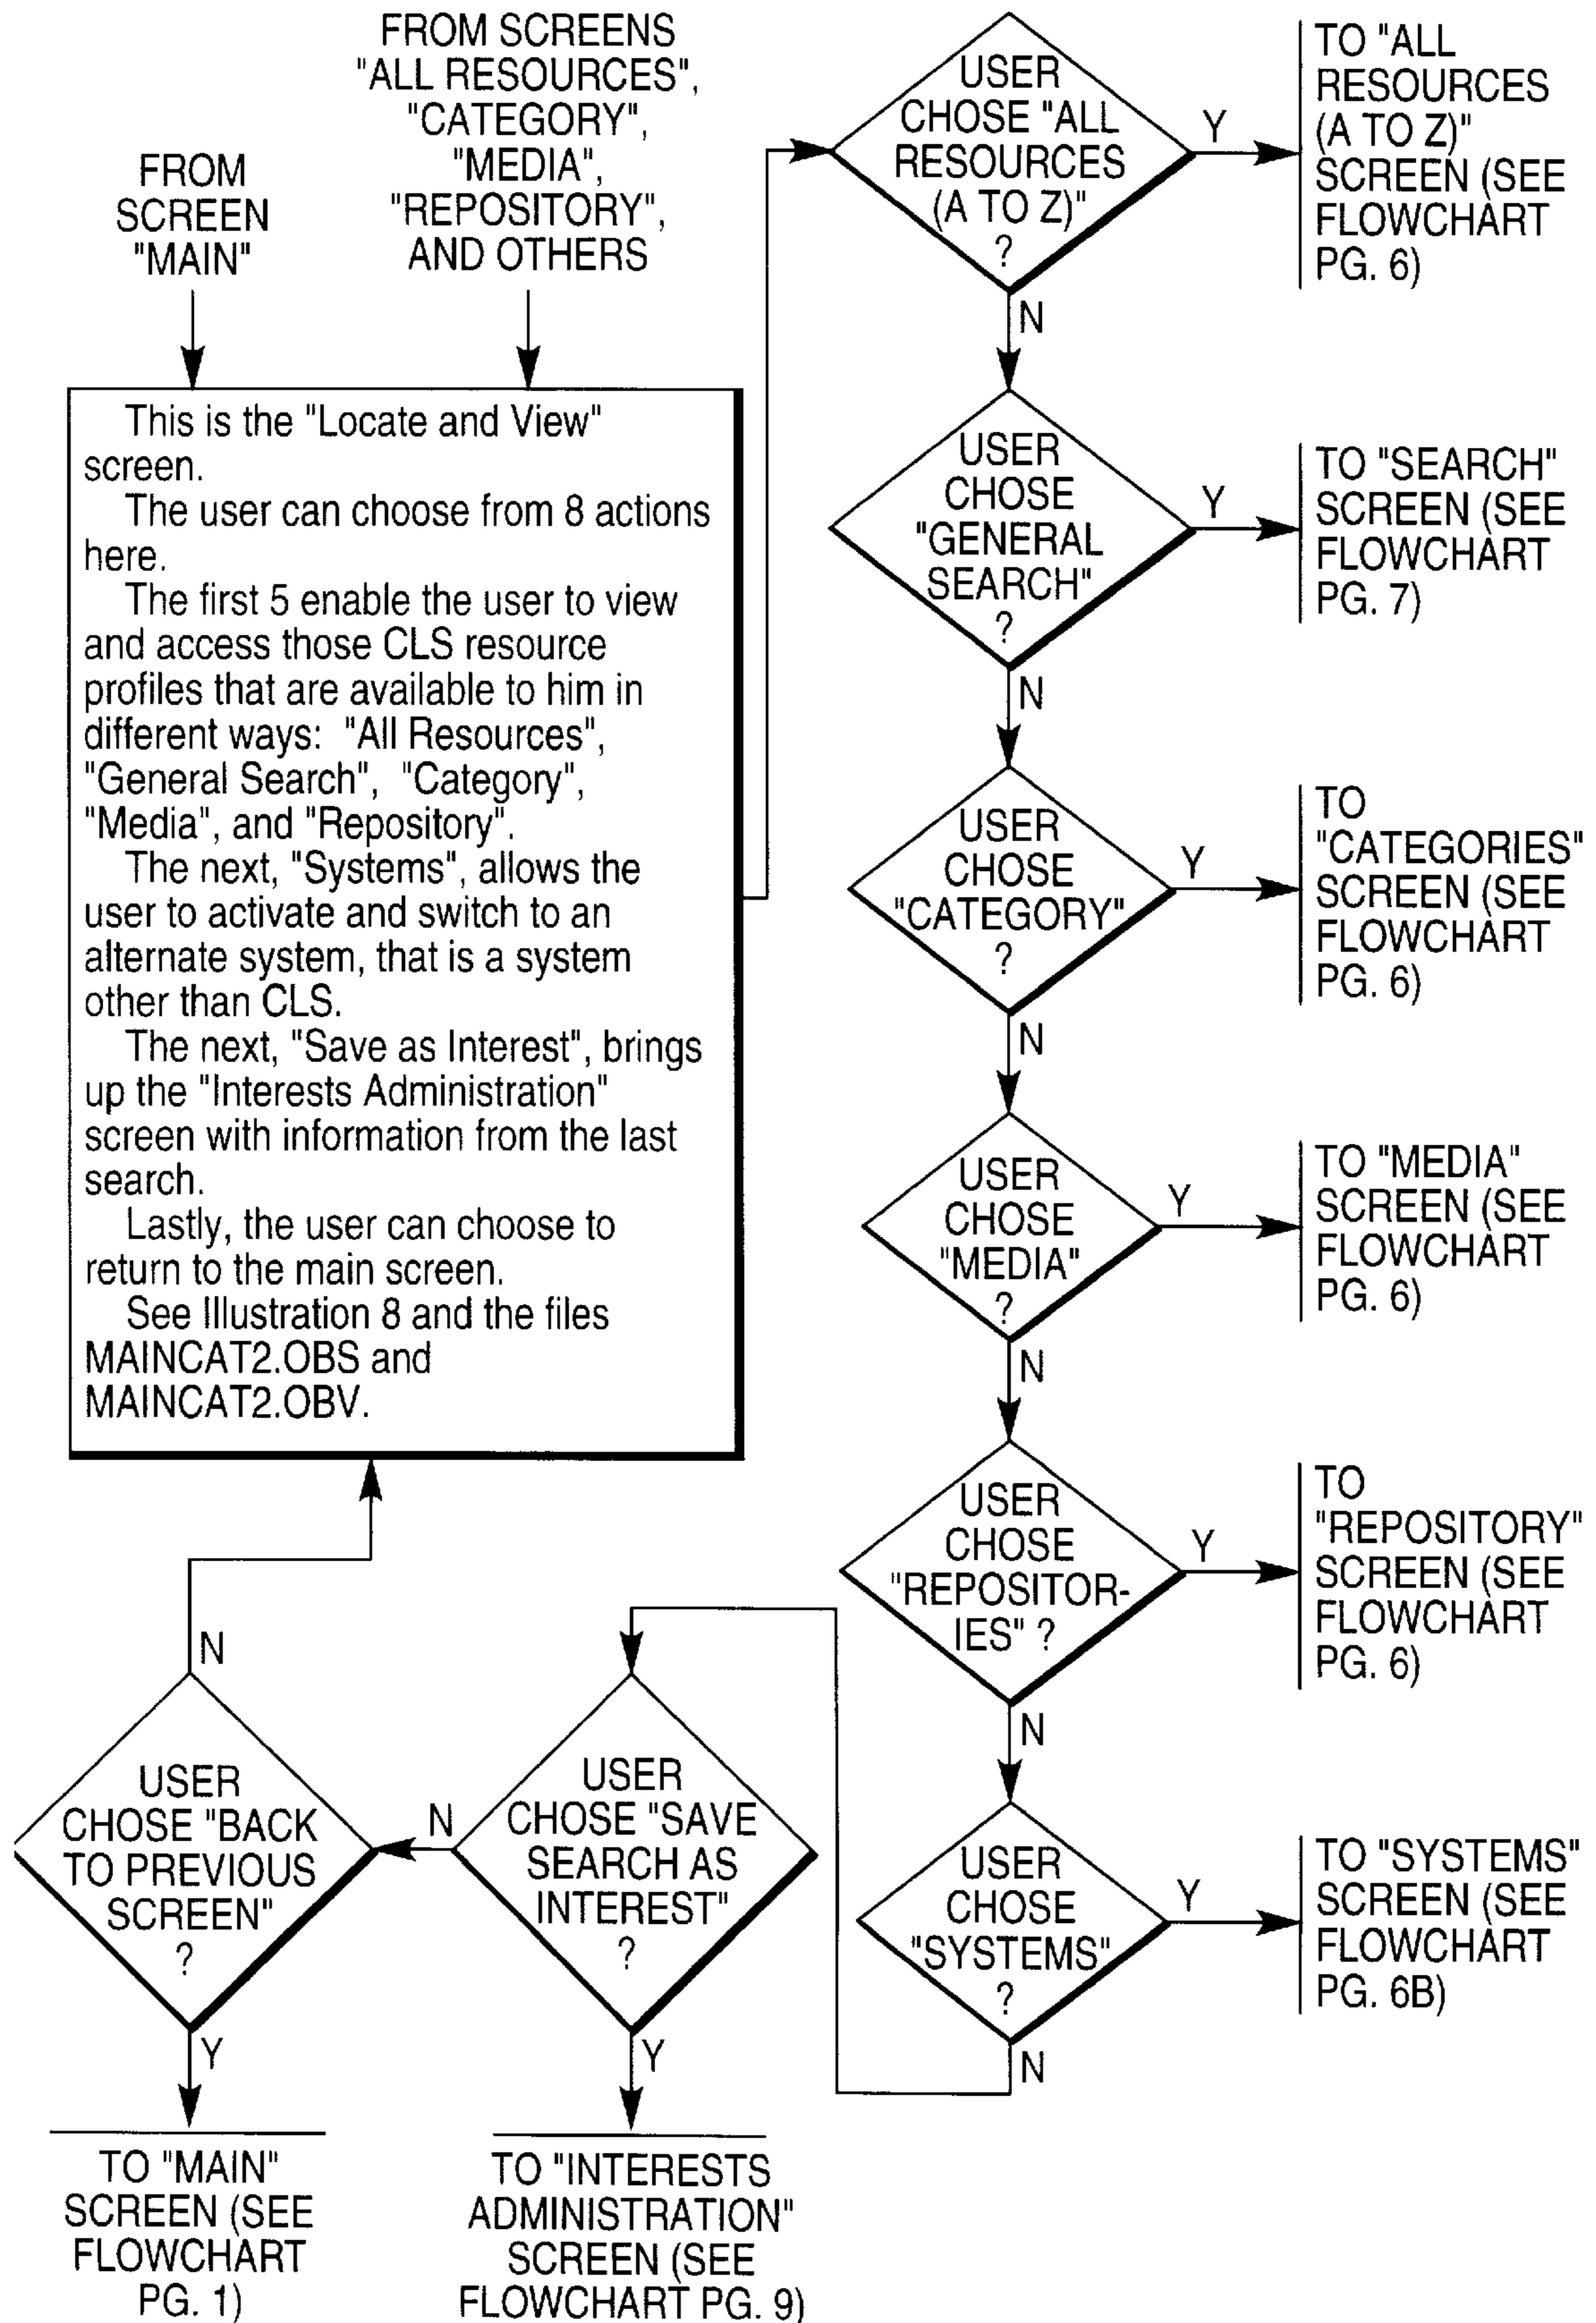 FROM
SCREEN
"MAIN"
FROM SCREENS
"ALL RESOURCES",
"CATEGORY",
"MEDIA",
"REPOSITORY",
AND OTHERS
This is the "Locate and View"
screen.
The user can choose from 8 actions
here.
The first 5 enable the user to view
and access those CLS resource
profiles that are available to him in
different ways: "All Resources",
"General Search", "Category",
"Media", and "Repository".
The next, "Systems", allows the
user to activate and switch to an
alternate system, that is a system
other than CLS.
The next, "Save as Interest", brings
up the "Interests Administration"
screen with information from the last
search.
Lastly, the user can choose to
return to the main screen.
See Illustration 8 and the files
MAINCAT2.OBS and
MAINCAT2.OBV.
USER
CHOSE "ALL
RESOURCES
(A TO Z)"
?
Y
TO "ALL
RESOURCES
(A TO Z)"
SCREEN (SEE
FLOWCHART
PG. 6)
N
USER
CHOSE
"GENERAL
SEARCH"
?
Y
TO "SEARCH"
SCREEN (SEE
FLOWCHART
PG. 7)
N
USER
CHOSE
"CATEGORY"
?
Y
TO
"CATEGORIES"
SCREEN (SEE
FLOWCHART
PG. 6)
N
USER
CHOSE
"MEDIA"
?
Y
TO "MEDIA"
SCREEN (SEE
FLOWCHART
PG. 6)
N
USER
CHOSE
"REPOSITOR-
IES" ?
Y
TO
"REPOSITORY"
SCREEN (SEE
FLOWCHART
PG. 6)
N
USER
CHOSE
"SYSTEMS"
?
Y
TO "SYSTEMS"
SCREEN (SEE
FLOWCHART
PG. 6B)
N
USER
CHOSE "SAVE
SEARCH AS
INTEREST"
?
Y
TO "INTERESTS
ADMINISTRATION"
SCREEN (SEE
FLOWCHART PG. 9)
N
USER
CHOSE "BACK
TO PREVIOUS
SCREEN"
?
N
Y
TO "MAIN"
SCREEN (SEE
FLOWCHART
PG. 1)